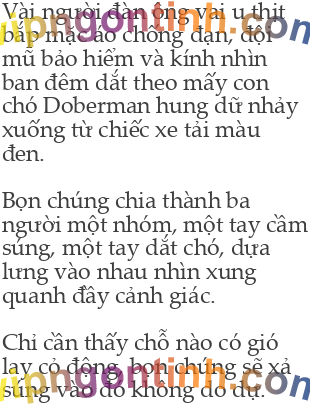 Vài người đàn ông vai u thịt
bắp mặc áo chống đạn, đội
mũ bảo hiểm và kính nhìn
ban đêm dắt theo mấy con
chó Doberman hung dữ nhảy
xuống từ chiếc xe tải màu
đen.
Bọn chúng chia thành ba
người một nhóm, một tay cầm
súng, một tay dắt chó, dựa
lưng vào nhau nhìn xung
quanh đầy cảnh giác.
Chỉ cần thấy chỗ nào có gió
lay cỏ động, bọn chúng sẽ xả
súng vào đó không do dự.
vipngontinh.com
vipngontinh.com